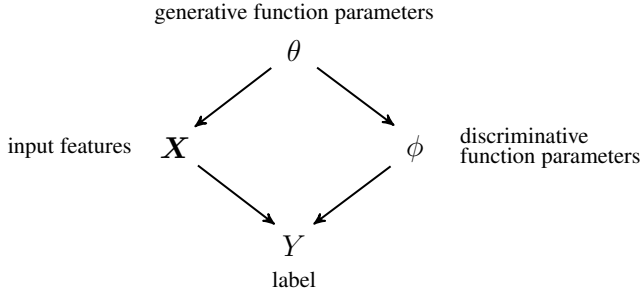 generative function parameters
θ
input features
X
ϕ
discriminative
function parameters
Y
label